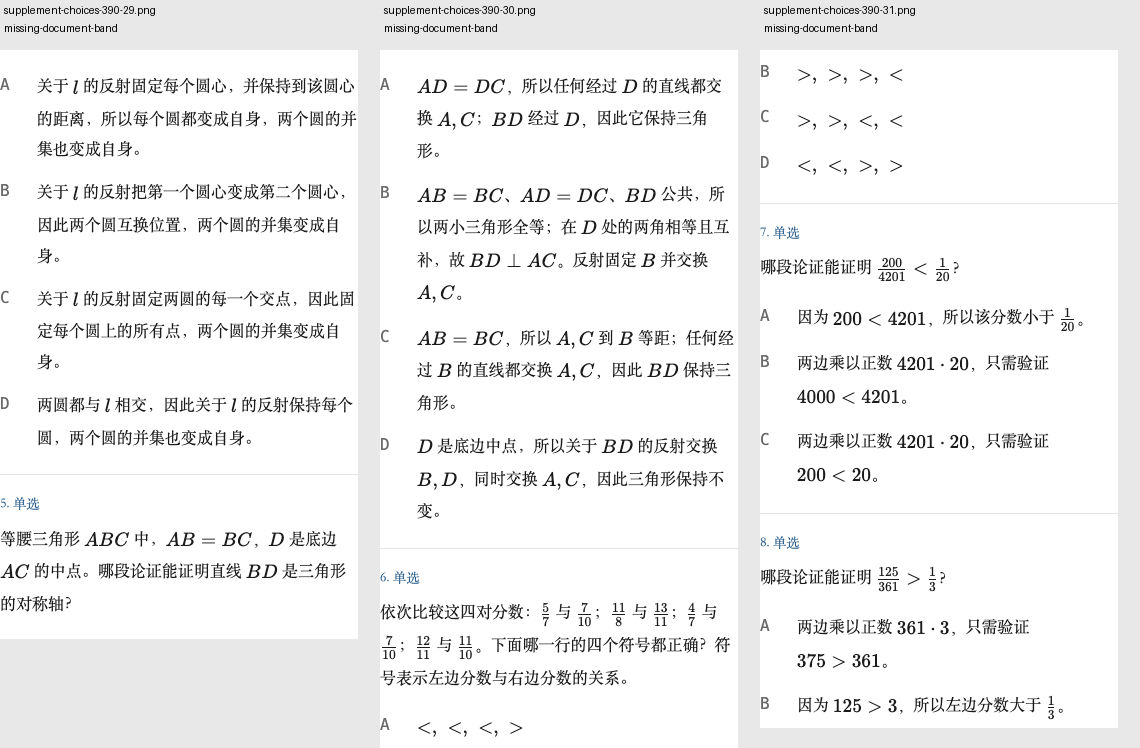 supplement-choices-390-29.png
missing-document-band
A 关于 l 的反射固定每个圆心，并保持到该圆心
的距离，所以每个圆都变成自身，两个圆的并
集也变成自身。
B 关于 l 的反射把第一个圆心变成第二个圆心，
因此两个圆互换位置，两个圆的并集变成自
身。
C 关于 l 的反射固定两圆的每一个交点，因此固
定每个圆上的所有点，两个圆的并集变成自
身。
D 两圆都与 l 相交，因此关于 l 的反射保持每个
圆，两个圆的并集也变成自身。
5. 单选
等腰三角形 ABC 中，AB = BC，D 是底边
AC 的中点。哪段论证能证明直线 BD 是三角形
的对称轴？
supplement-choices-390-30.png
missing-document-band
A AD = DC，所以任何经过 D 的直线都交
换 A, C；BD 经过 D，因此它保持三角
形。
B AB = BC、AD = DC、BD 公共，所
以两小三角形全等；在 D 处的两角相等且互
补，故 BD ⊥ AC。反射固定 B 并交换
A, C。
C AB = BC，所以 A, C 到 B 等距；任何经
过 B 的直线都交换 A, C，因此 BD 保持三
角形。
D D 是底边中点，所以关于 BD 的反射交换
B, D，同时交换 A, C，因此三角形保持不
变。
6. 单选
依次比较这四对分数：5/7 与 7/10；11/8 与 13/11；4/7 与
7/10；12/11 与 11/10。下面哪一行的四个符号都正确？符
号表示左边分数与右边分数的关系。
A <, <, <, >
supplement-choices-390-31.png
missing-document-band
B >, >, >, <
C >, >, <, <
D <, <, >, >
7. 单选
哪段论证能证明 200/4201 < 1/20？
A 因为 200 < 4201，所以该分数小于 1/20。
B 两边乘以正数 4201 · 20，只需验证
4000 < 4201。
C 两边乘以正数 4201 · 20，只需验证
200 < 20。
8. 单选
哪段论证能证明 125/361 > 1/3？
A 两边乘以正数 361 · 3，只需验证
375 > 361。
B 因为 125 > 3，所以左边分数大于 1/3。